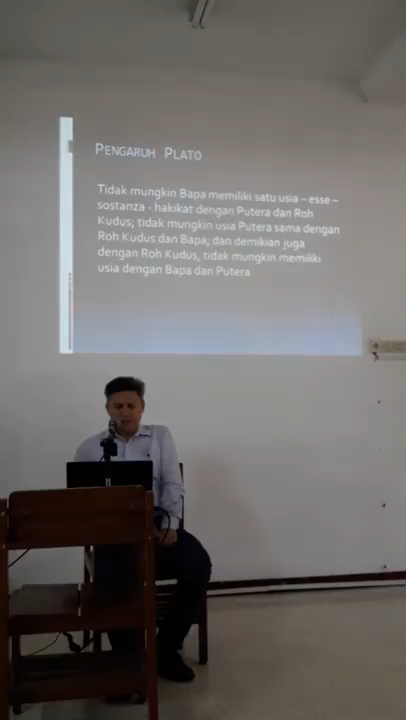 PENGARUH PLATO
Tidak mungkin Bapa memiliki satu usia – esse –
sostanza - hakikat dengan Putera dan Roh
Kudus; tidak mungkin usia Putera sama dengan
Roh Kudus dan Bapa; dan demikian juga
dengan Roh Kudus, tidak mungkin memiliki
usia dengan Bapa dan Putera